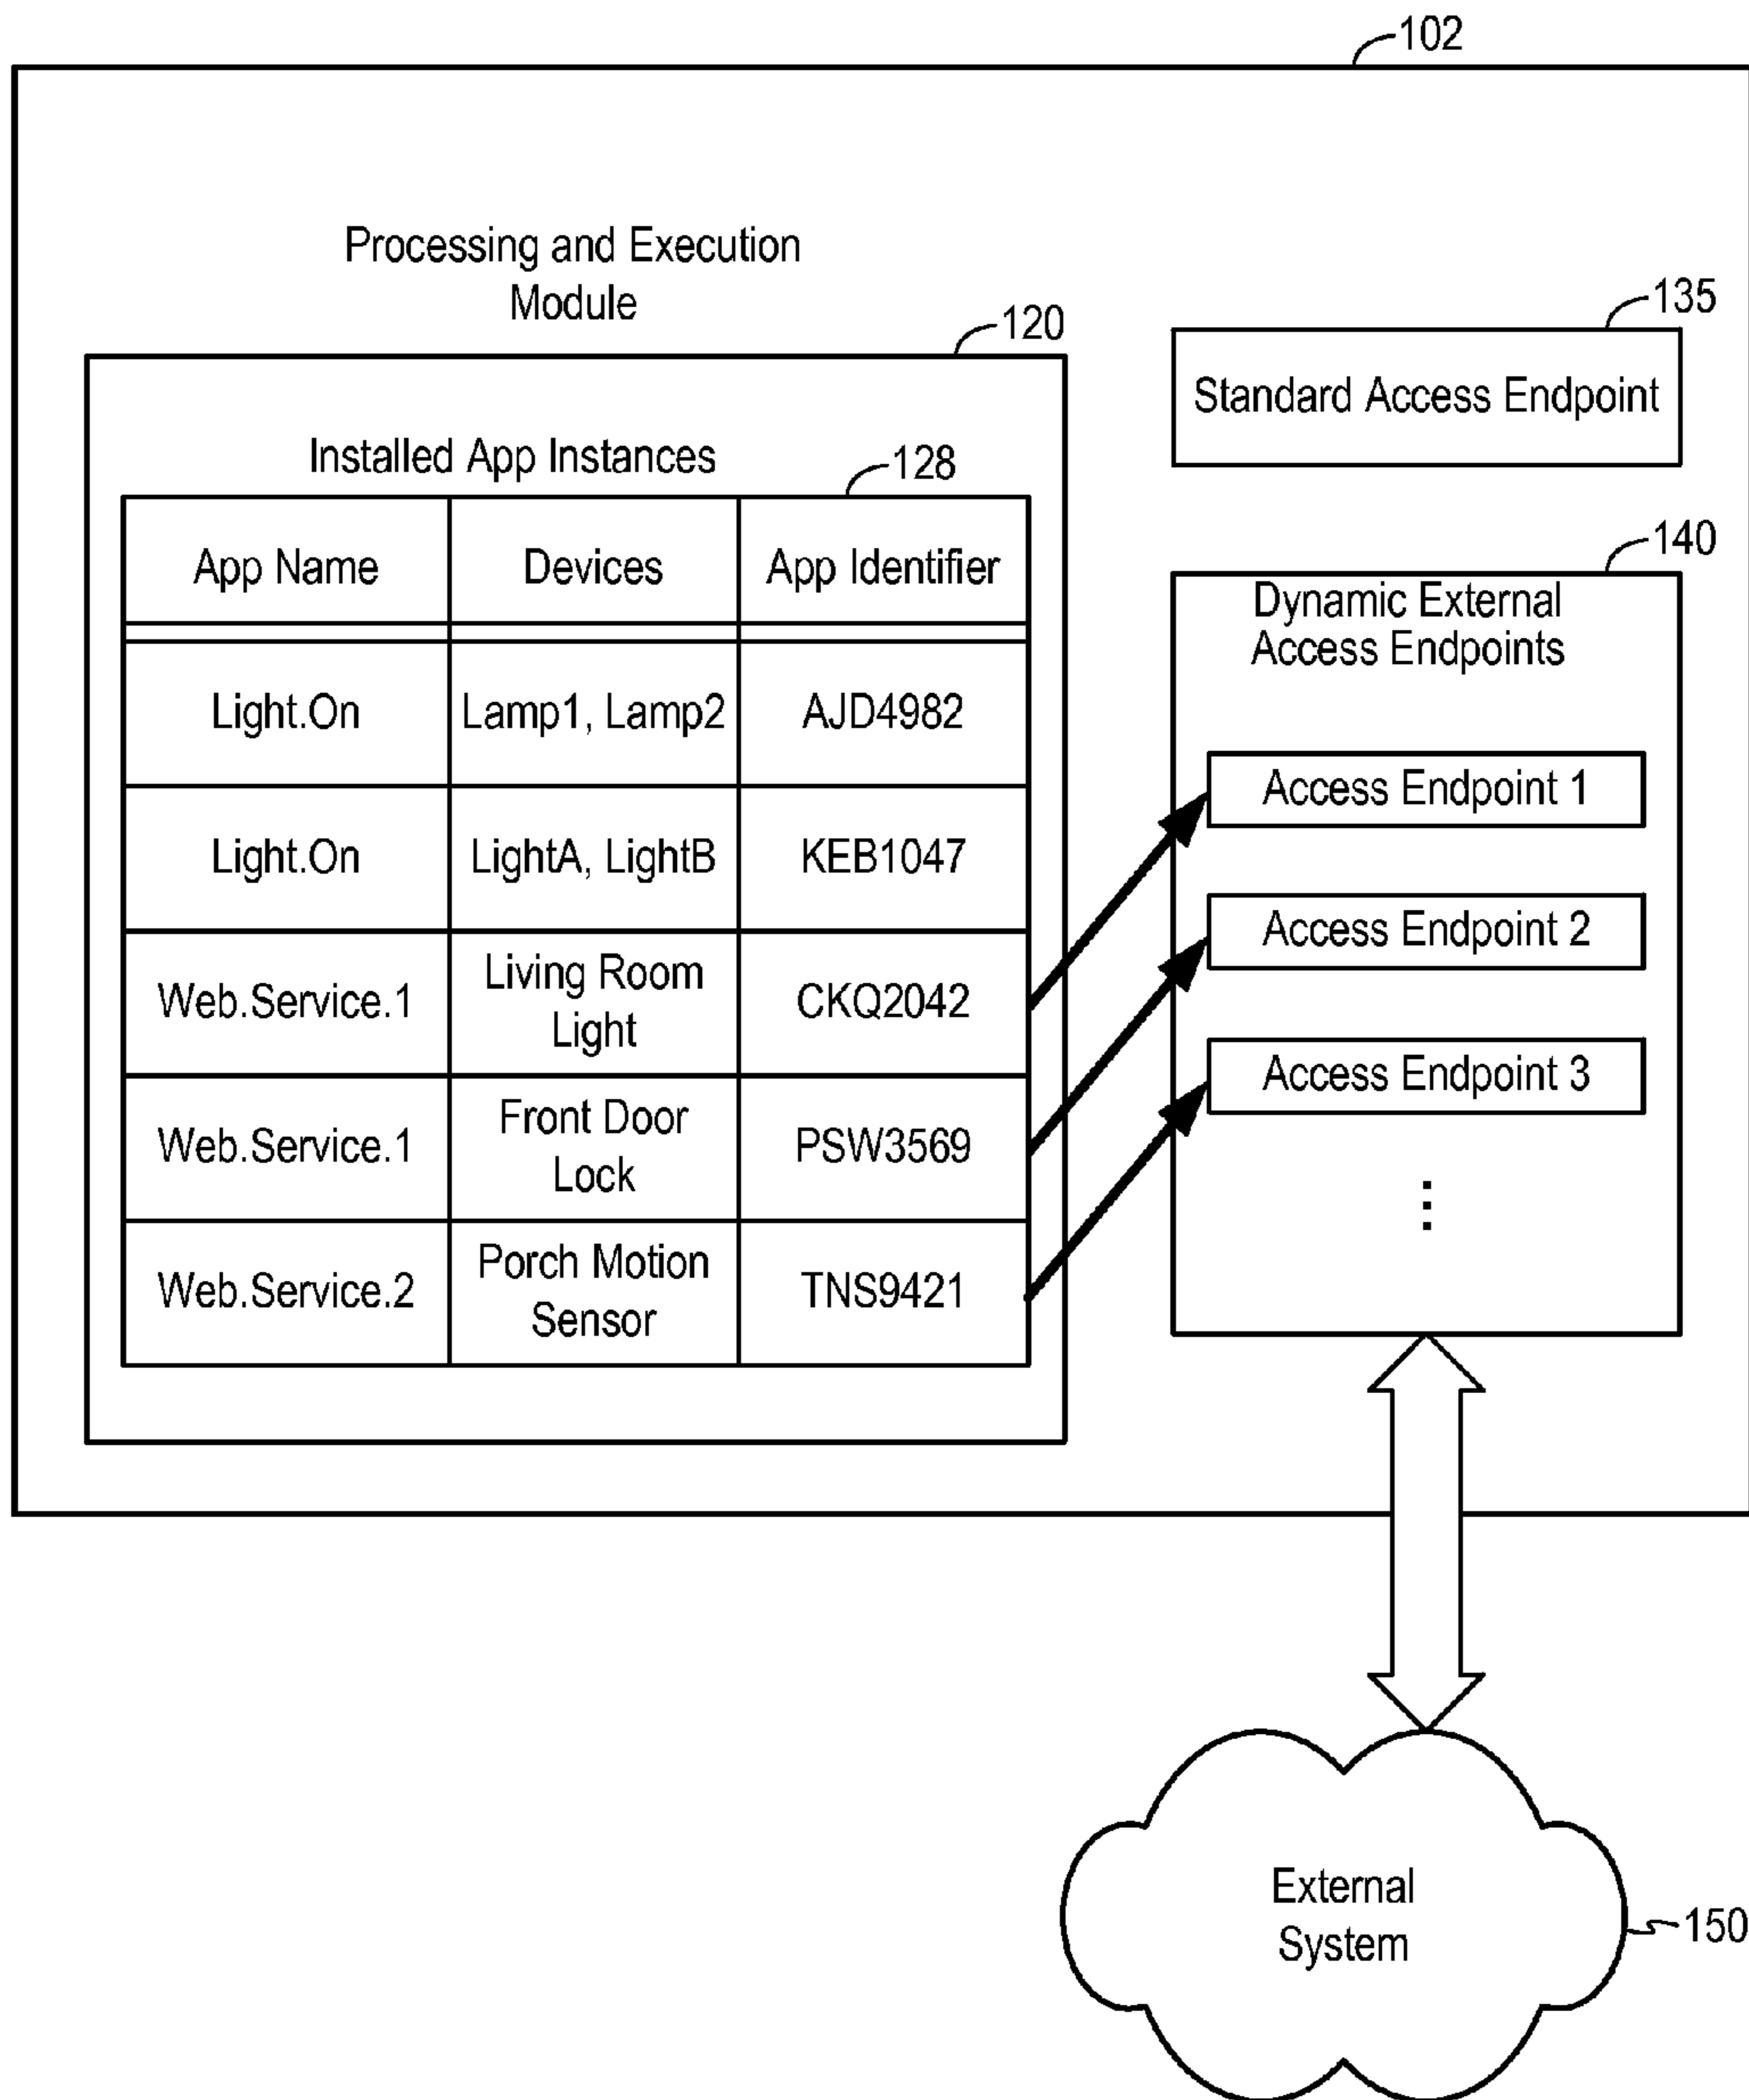 102
Processing and Execution
Module
120
135
Standard Access Endpoint
Installed App Instances
128
App Name Devices App Identifier
Light.On Lamp1, Lamp2 AJD4982
Light.On LightA, LightB KEB1047
Web.Service.1 Living Room
Light CKQ2042
Web.Service.1 Front Door
Lock PSW3569
Web.Service.2 Porch Motion
Sensor TNS9421
140
Dynamic External
Access Endpoints
Access Endpoint 1
Access Endpoint 2
Access Endpoint 3
⋮
External
System
150